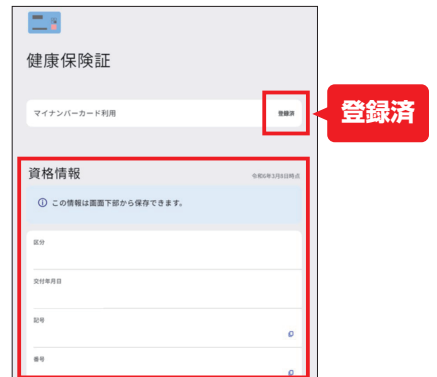 健康保険証
マイナンバーカード利用
登録済
登録済
資格情報
令和6年3月8日時点
この情報は画面下部から保存できます。
区分
交付年月日
記号
番号